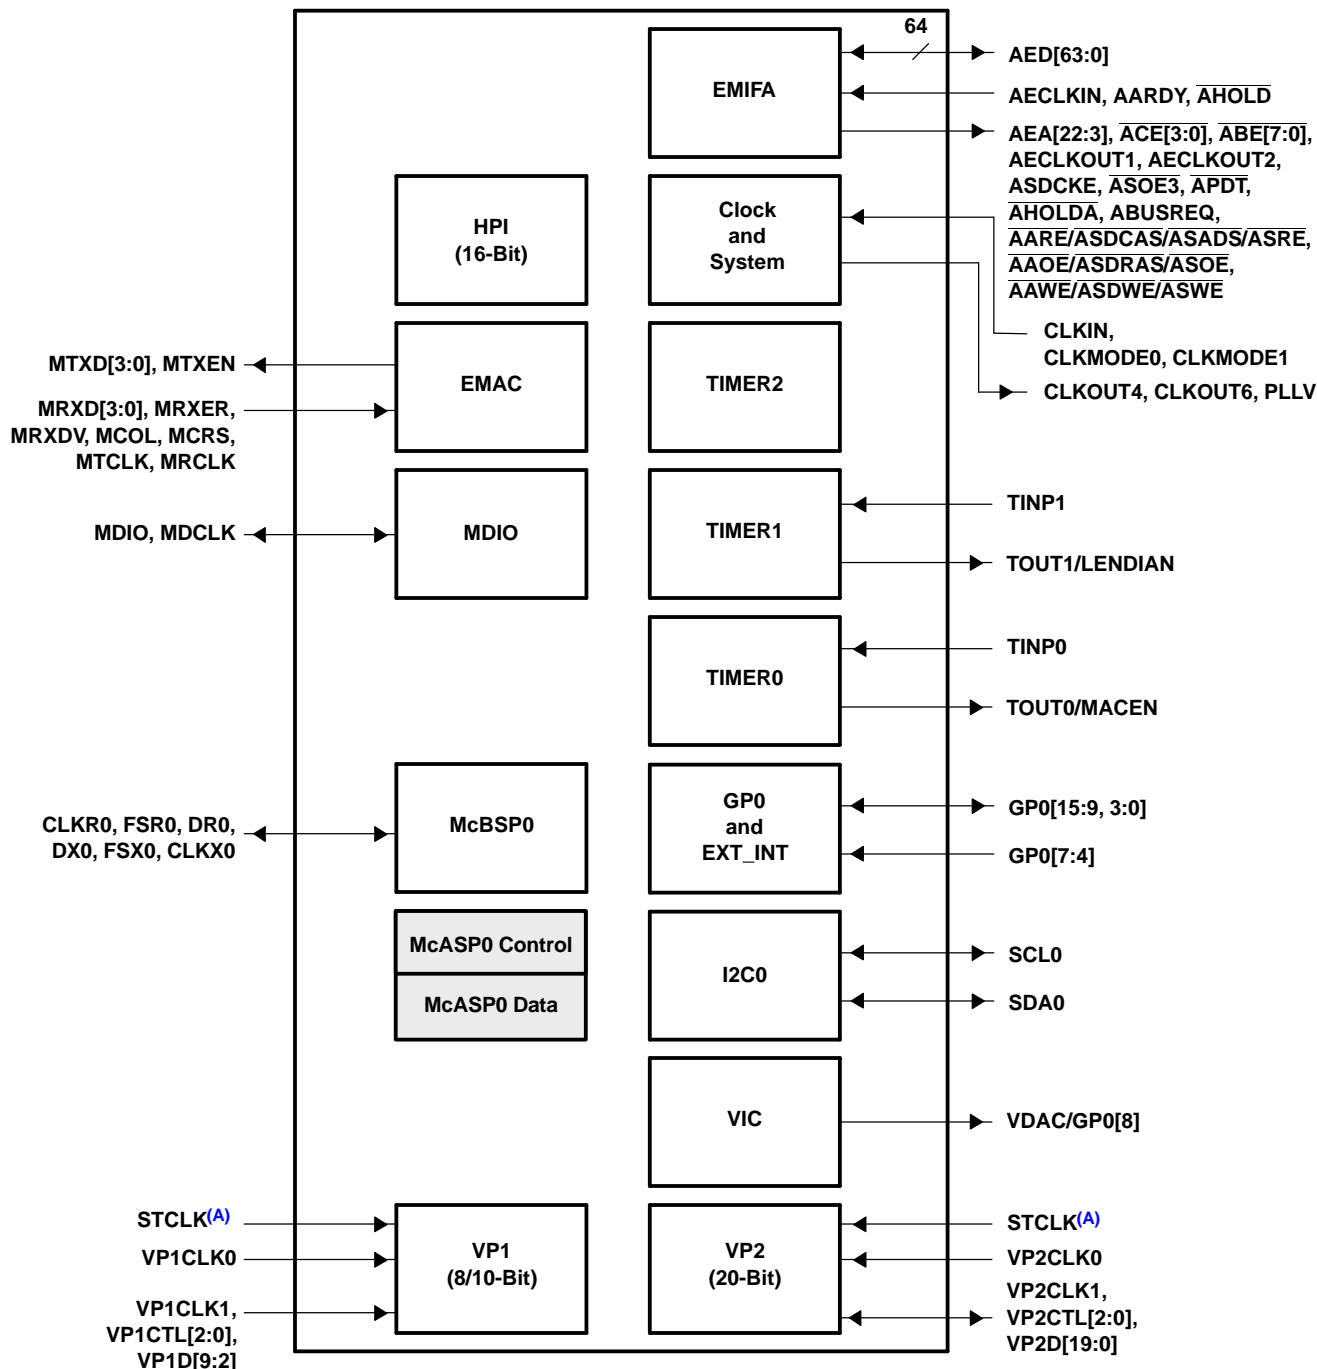 64
EMIFA
AED[63:0]
AECLKIN, AARDY, AHOLD
AEA[22:3], ACE[3:0], ABE[7:0],
AECLKOUT1, AECLKOUT2,
ASDCKE, ASOE3, APDT,
AHOLDA, ABUSREQ,
AARE/ASDCAS/ASADS/ASRE,
AAOE/ASDRAS/ASOE,
AAWE/ASDWE/ASWE
HPI
(16-Bit)
Clock
and
System
CLKIN,
CLKMODE0, CLKMODE1
CLKOUT4, CLKOUT6, PLLV
MTXD[3:0], MTXEN
MRXD[3:0], MRXER,
MRXDV, MCOL, MCRS,
MTCLK, MRCLK
EMAC
TIMER2
MDIO, MDCLK
MDIO
TIMER1
TINP1
TOUT1/LENDIAN
TIMER0
TINP0
TOUT0/MACEN
CLKR0, FSR0, DR0,
DX0, FSX0, CLKX0
McBSP0
GP0
and
EXT_INT
GP0[15:9, 3:0]
GP0[7:4]
McASP0 Control
McASP0 Data
I2C0
SCL0
SDA0
VIC
VDAC/GP0[8]
STCLK(A)
VP1CLK0
VP1CLK1,
VP1CTL[2:0],
VP1D[9:2]
VP1
(8/10-Bit)
VP2
(20-Bit)
STCLK(A)
VP2CLK0
VP2CLK1,
VP2CTL[2:0],
VP2D[19:0]